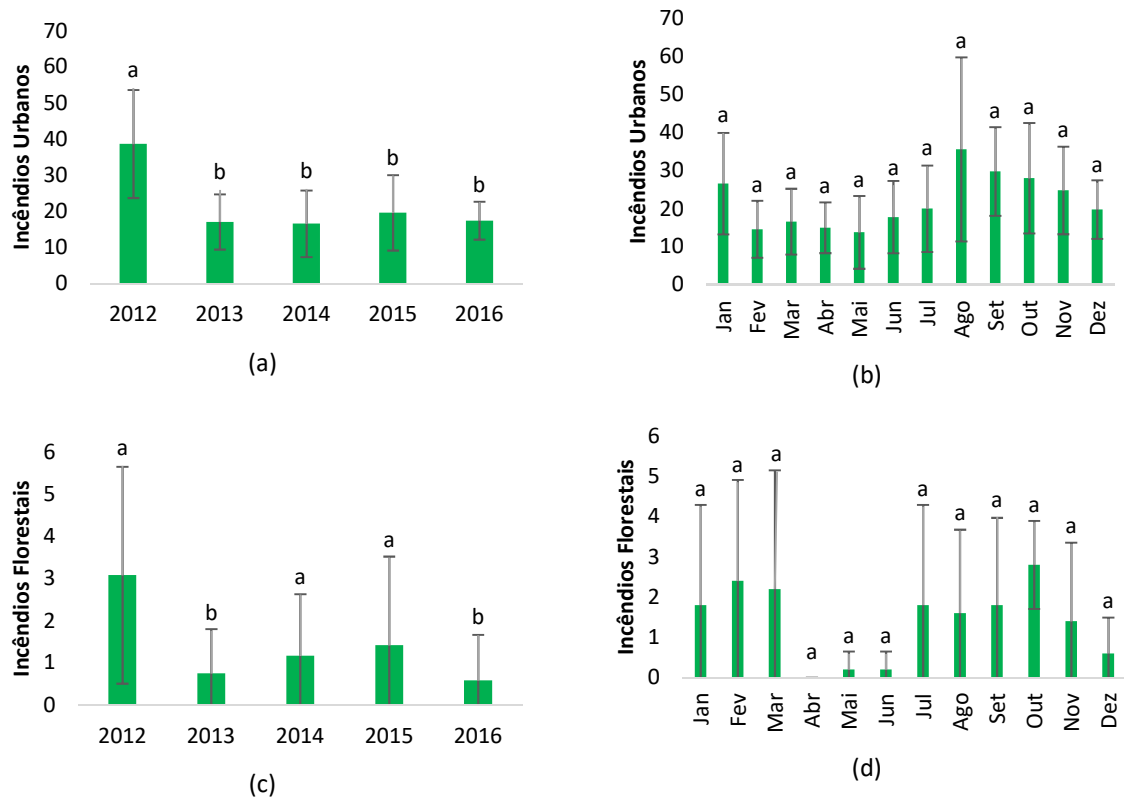 Incêndios Urbanos
70
60
50
40
30
20
10
0
a
b
b
b
b
2012 2013 2014 2015 2016
(a)
Incêndios Urbanos
70
60
50
40
30
20
10
0
a a a a a a a a a a a a
Jan Fev Mar Abr Mai Jun Jul Ago Set Out Nov Dez
(b)
Incêndios Florestais
6
5
4
3
2
1
0
a
b
a
a
b
2012 2013 2014 2015 2016
(c)
Incêndios Florestais
6
5
4
3
2
1
0
a a a a a a a a a a a a
Jan Fev Mar Abr Mai Jun Jul Ago Set Out Nov Dez
(d)